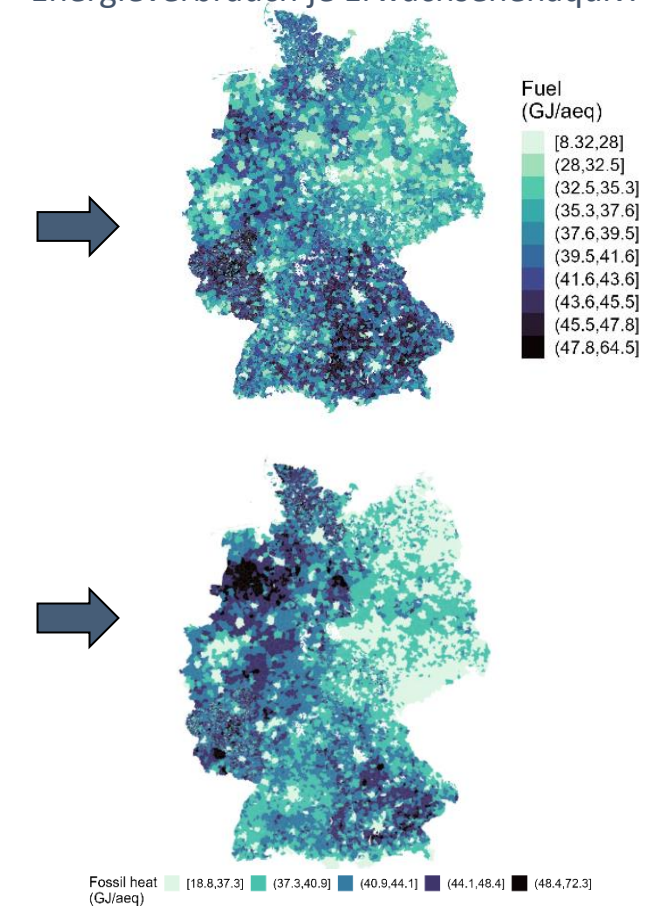 Energieverbrauch je
Fuel
(GJ/aeq)
[8.32,28]
(28,32.5]
(32.5,35.3]
(35.3,37.6]
(37.6,39.5]
(39.5,41.6]
(41.6,43.6]
(43.6,45.5]
(45.5,47.8]
(47.8,64.5]
Fossil heat [18.8,37.3] (37.3,40.9] (40.9,44.1] (44.1,48.4] (48.4,72.3]
(GJ/aeq)